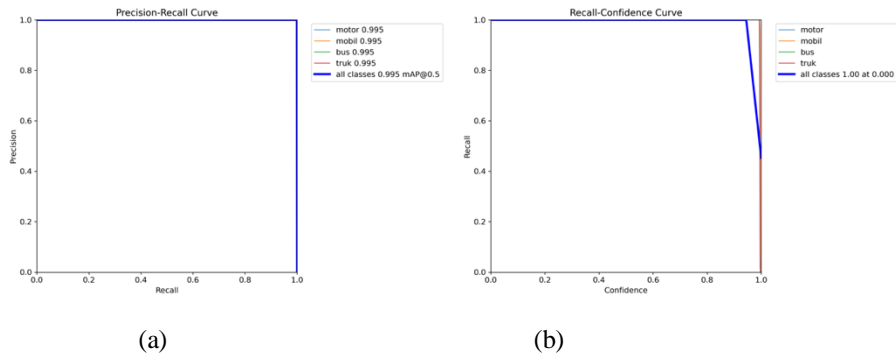 Precision-Recall Curve
1.0
0.8
0.6
0.4
0.2
0.0
Precision
0.0 0.2 0.4 0.6 0.8 1.0
Recall
motor 0.995
mobil 0.995
bus 0.995
truk 0.995
all classes 0.995 mAP@0.5
(a)
Recall-Confidence Curve
1.0
0.8
0.6
0.4
0.2
0.0
Recall
0.0 0.2 0.4 0.6 0.8 1.0
Confidence
motor
mobil
bus
truk
all classes 1.00 at 0.000
(b)